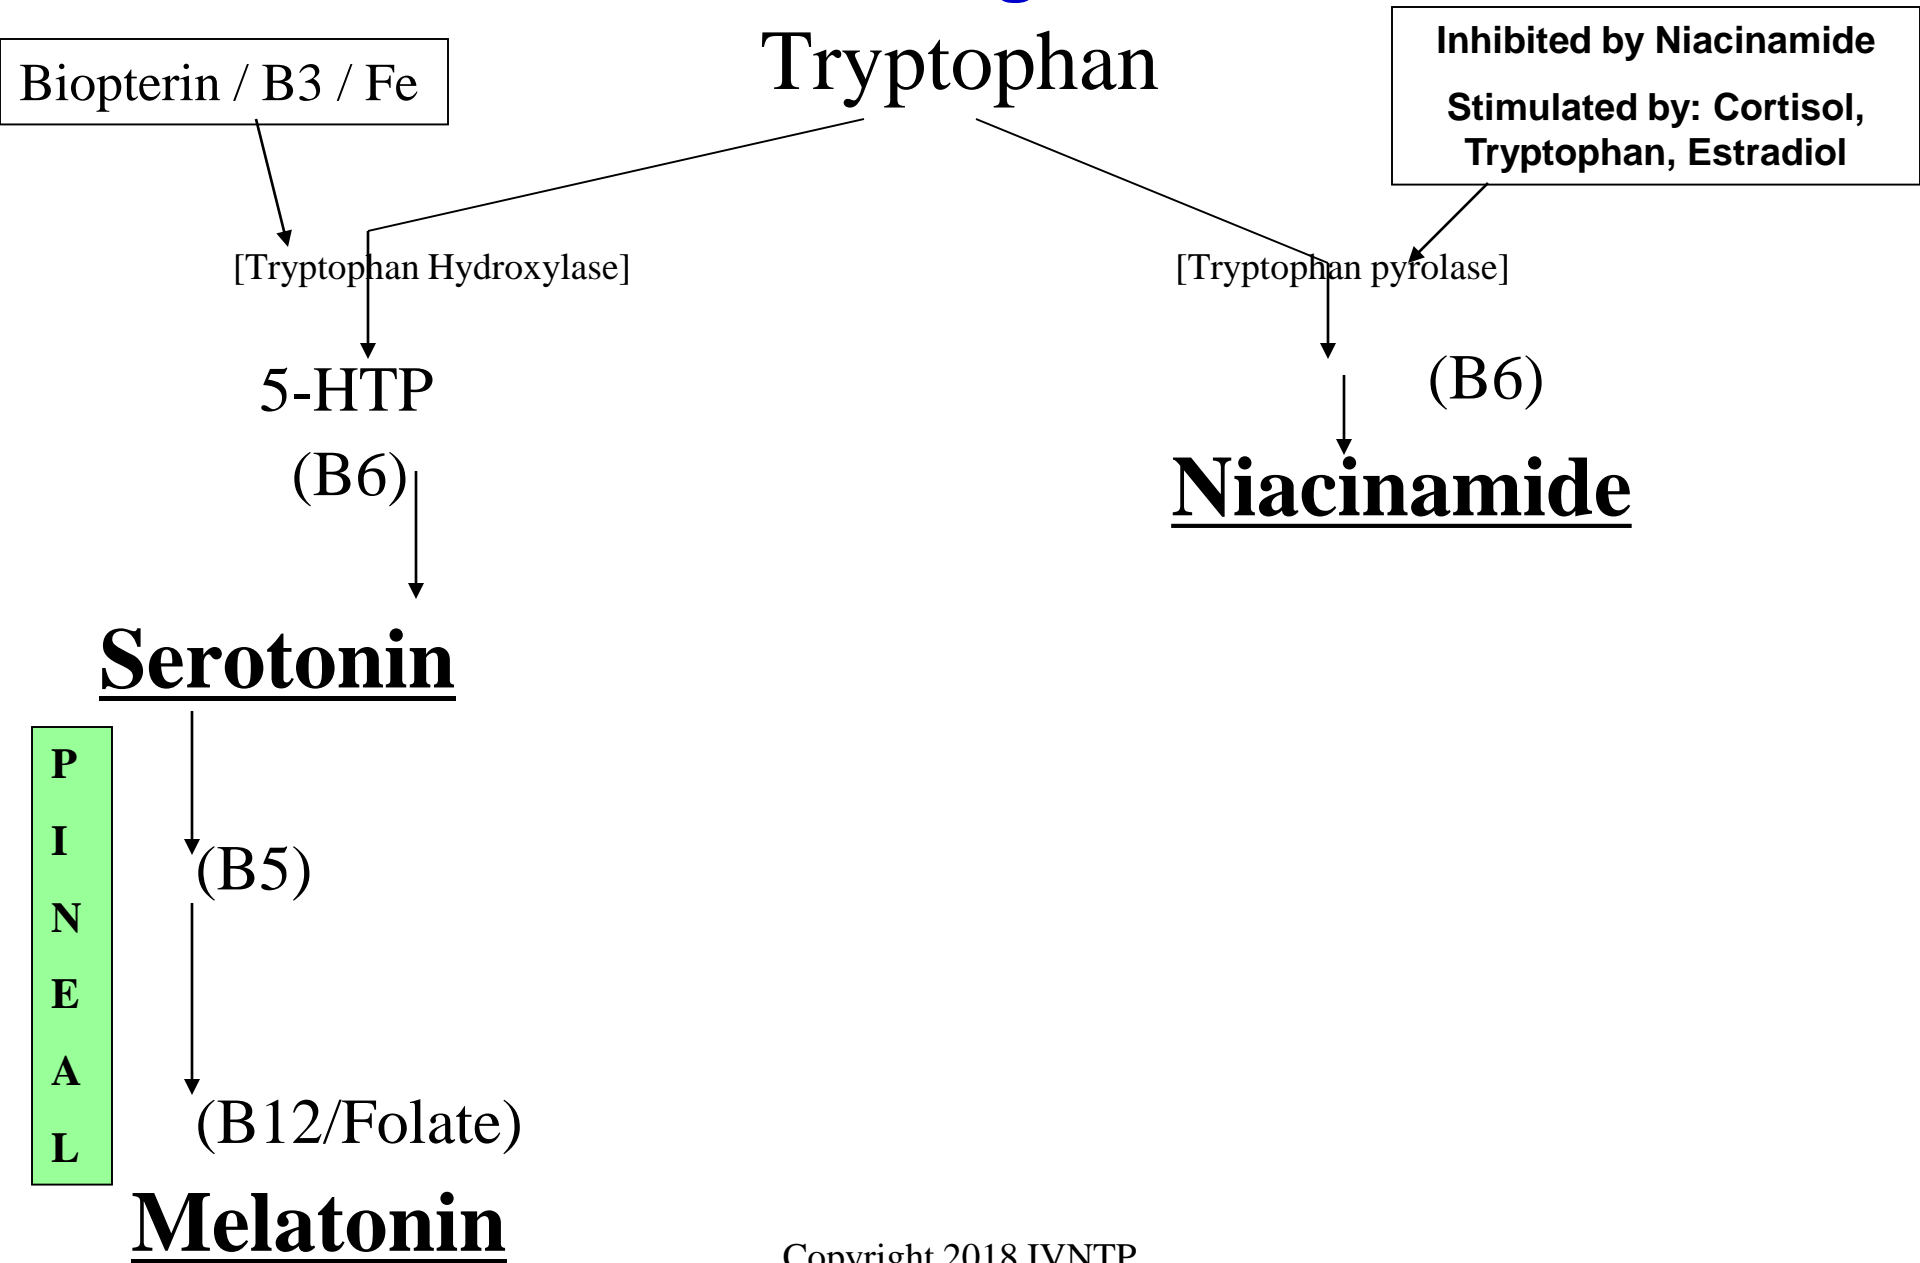 Tryptophan
Biopterin / B3 / Fe
Inhibited by Niacinamide
Stimulated by: Cortisol,
Tryptophan, Estradiol
[Tryptophan Hydroxylase]
[Tryptophan pyrolase]
5-HTP
(B6)
(B6)
Niacinamide
Serotonin
P
I
N
E
A
L
(B5)
(B12/Folate)
Melatonin
Copyright 2018 IVNTP